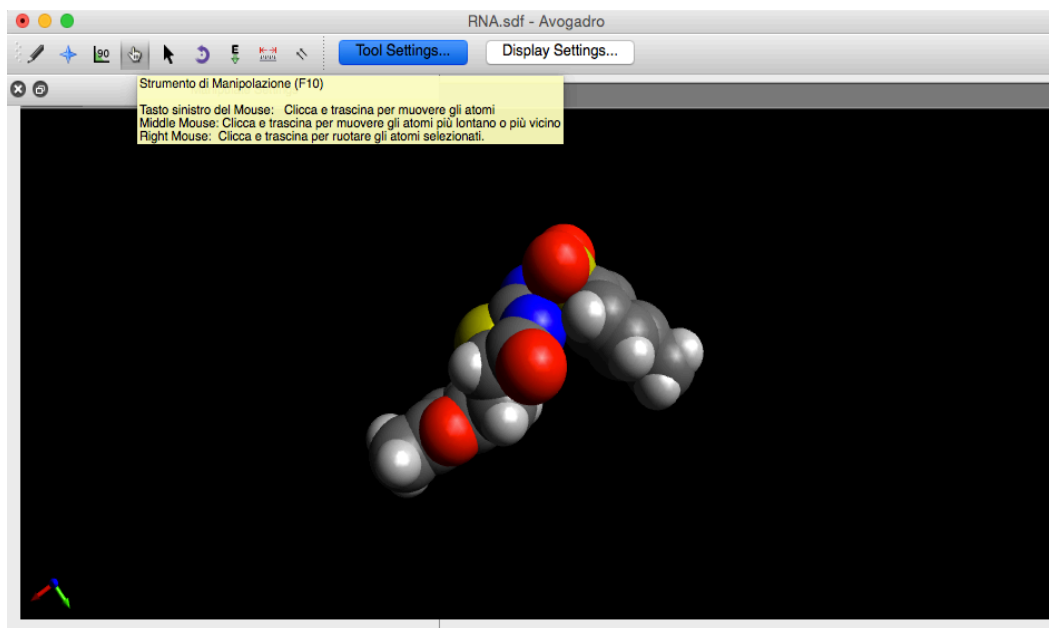 RNA.sdf - Avogadro
90
E
Tool Settings...
Display Settings...
Strumento di Manipolazione (F10)
Tasto sinistro del Mouse: Clicca e trascina per muovere gli atomi
Middle Mouse: Clicca e trascina per muovere gli atomi più lontano o più vicino
Right Mouse: Clicca e trascina per ruotare gli atomi selezionati.